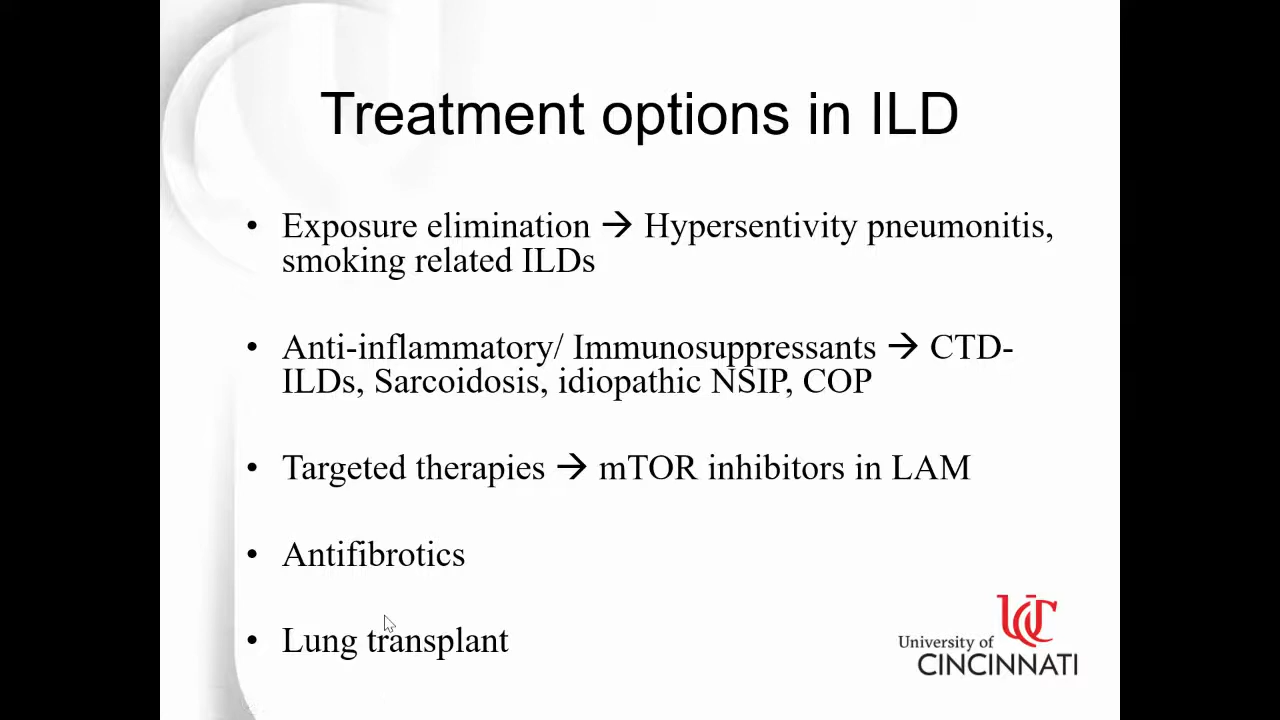 Treatment options in ILD
• Exposure elimination → Hypersentivity pneumonitis,
smoking related ILDs
• Anti-inflammatory/ Immunosuppressants → CTD-
ILDs, Sarcoidosis, idiopathic NSIP, COP
• Targeted therapies → mTOR inhibitors in LAM
• Antifibrotics
• Lung transplant
UC
University of
CINCINNATI